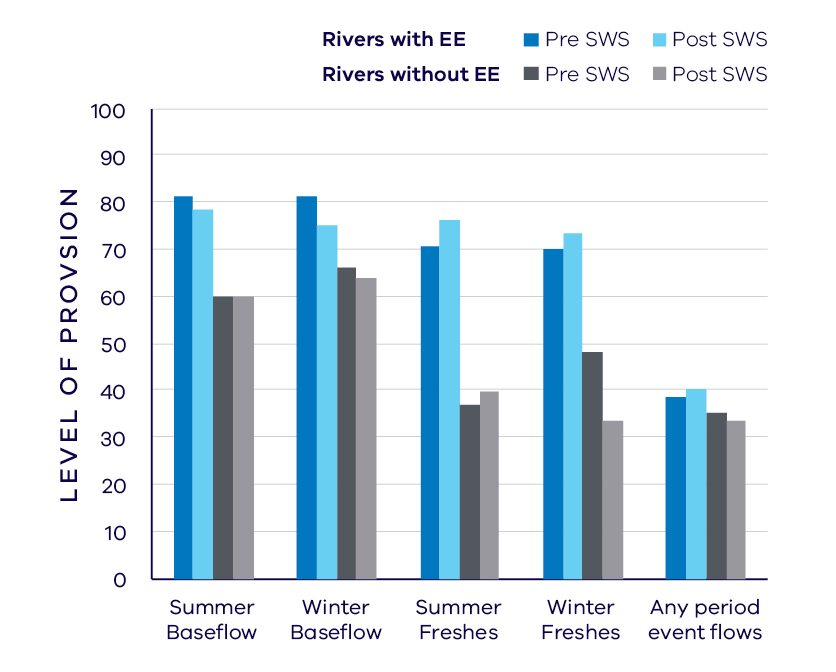 Rivers with EE Pre SWS Post SWS
Rivers without EE Pre SWS Post SWS
LEVEL OF PROVSION
100
90
80
70
60
50
40
30
20
10
0
Summer Baseflow
Winter Baseflow
Summer Freshes
Winter Freshes
Any period event flows